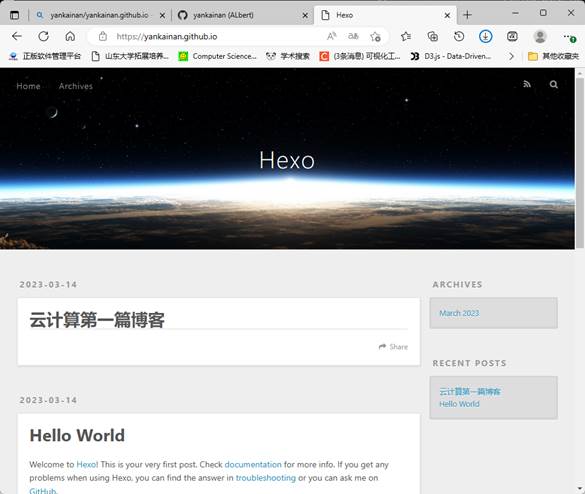 yankainan/yankainan.github.io
yankainan (ALbert)
Hexo
https://yankainan.github.io
正版软件管理平台
山东大学拓展培养...
Computer Science...
学术搜索
(3条消息) 可视化工...
D3.js - Data-Driven...
其他收藏夹
Home
Archives
Hexo
2023-03-14
云计算第一篇博客
Share
2023-03-14
Hello World
Welcome to Hexo! This is your very first post. Check documentation for more info. If you get any
problems when using Hexo, you can find the answer in troubleshooting or you can ask me on
GitHub.
ARCHIVES
March 2023
RECENT POSTS
云计算第一篇博客
Hello World